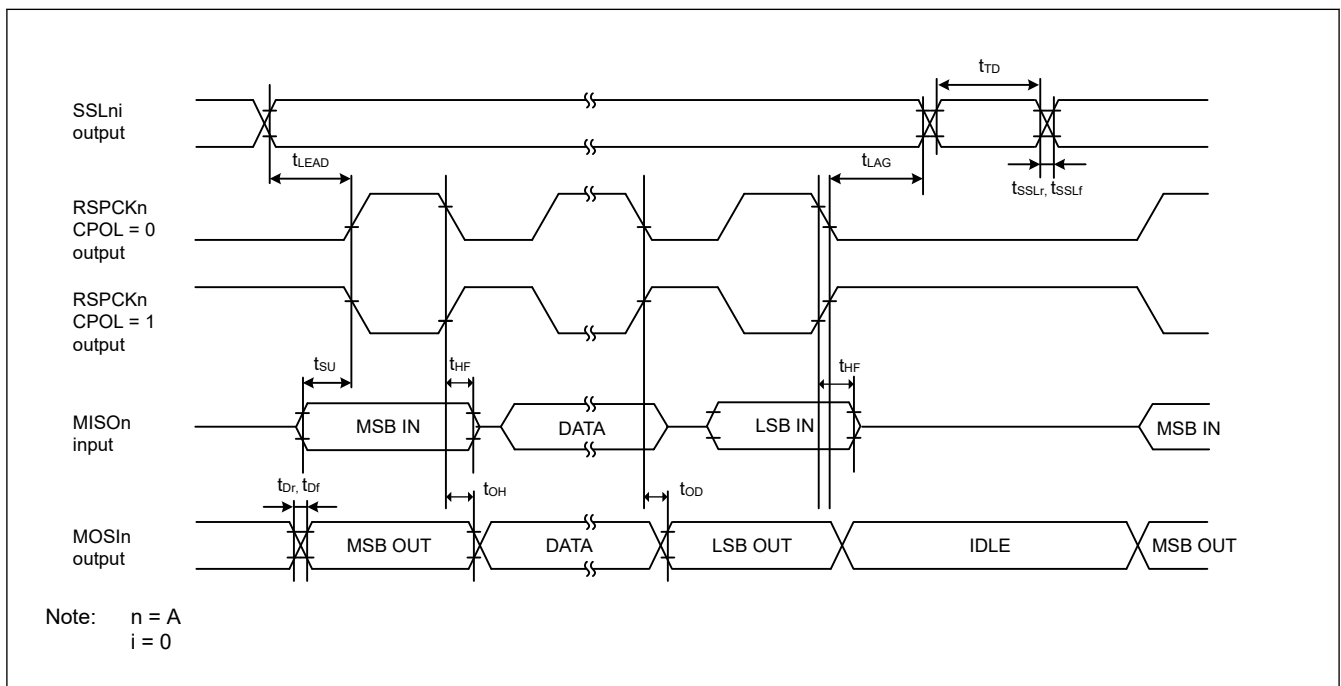 tTD
SSLni
output
tLEAD
tLAG
tSSLr, tSSLf
RSPCKn
CPOL = 0
output
RSPCKn
CPOL = 1
output
tSU
tHF
tHF
MISOn
input
MSB IN
DATA
LSB IN
MSB IN
tDr, tDf
tOH
tOD
MOSIn
output
MSB OUT
DATA
LSB OUT
IDLE
MSB OUT
Note: n = A
i = 0